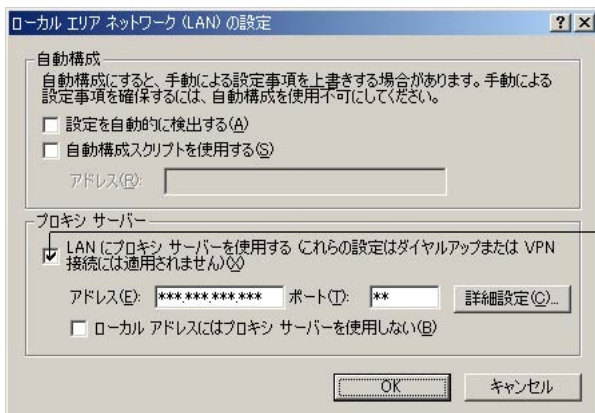 ローカル エリア ネットワーク (LAN) の設定
自動構成
自動構成にすると、手動による設定事項を上書きする場合があります。手動による
設定事項を確保するには、自動構成を使用不可にしてください。
設定を自動的に検出する(A)
自動構成スクリプトを使用する(S)
アドレス(R):
プロキシ サーバー
LAN にプロキシ サーバーを使用する (これらの設定はダイヤルアップまたは VPN
接続には適用されません)(X)
アドレス(E): ***.***.***.*** ポート(T): ** 詳細設定(C)...
ローカル アドレスにはプロキシ サーバーを使用しない(B)
OK キャンセル